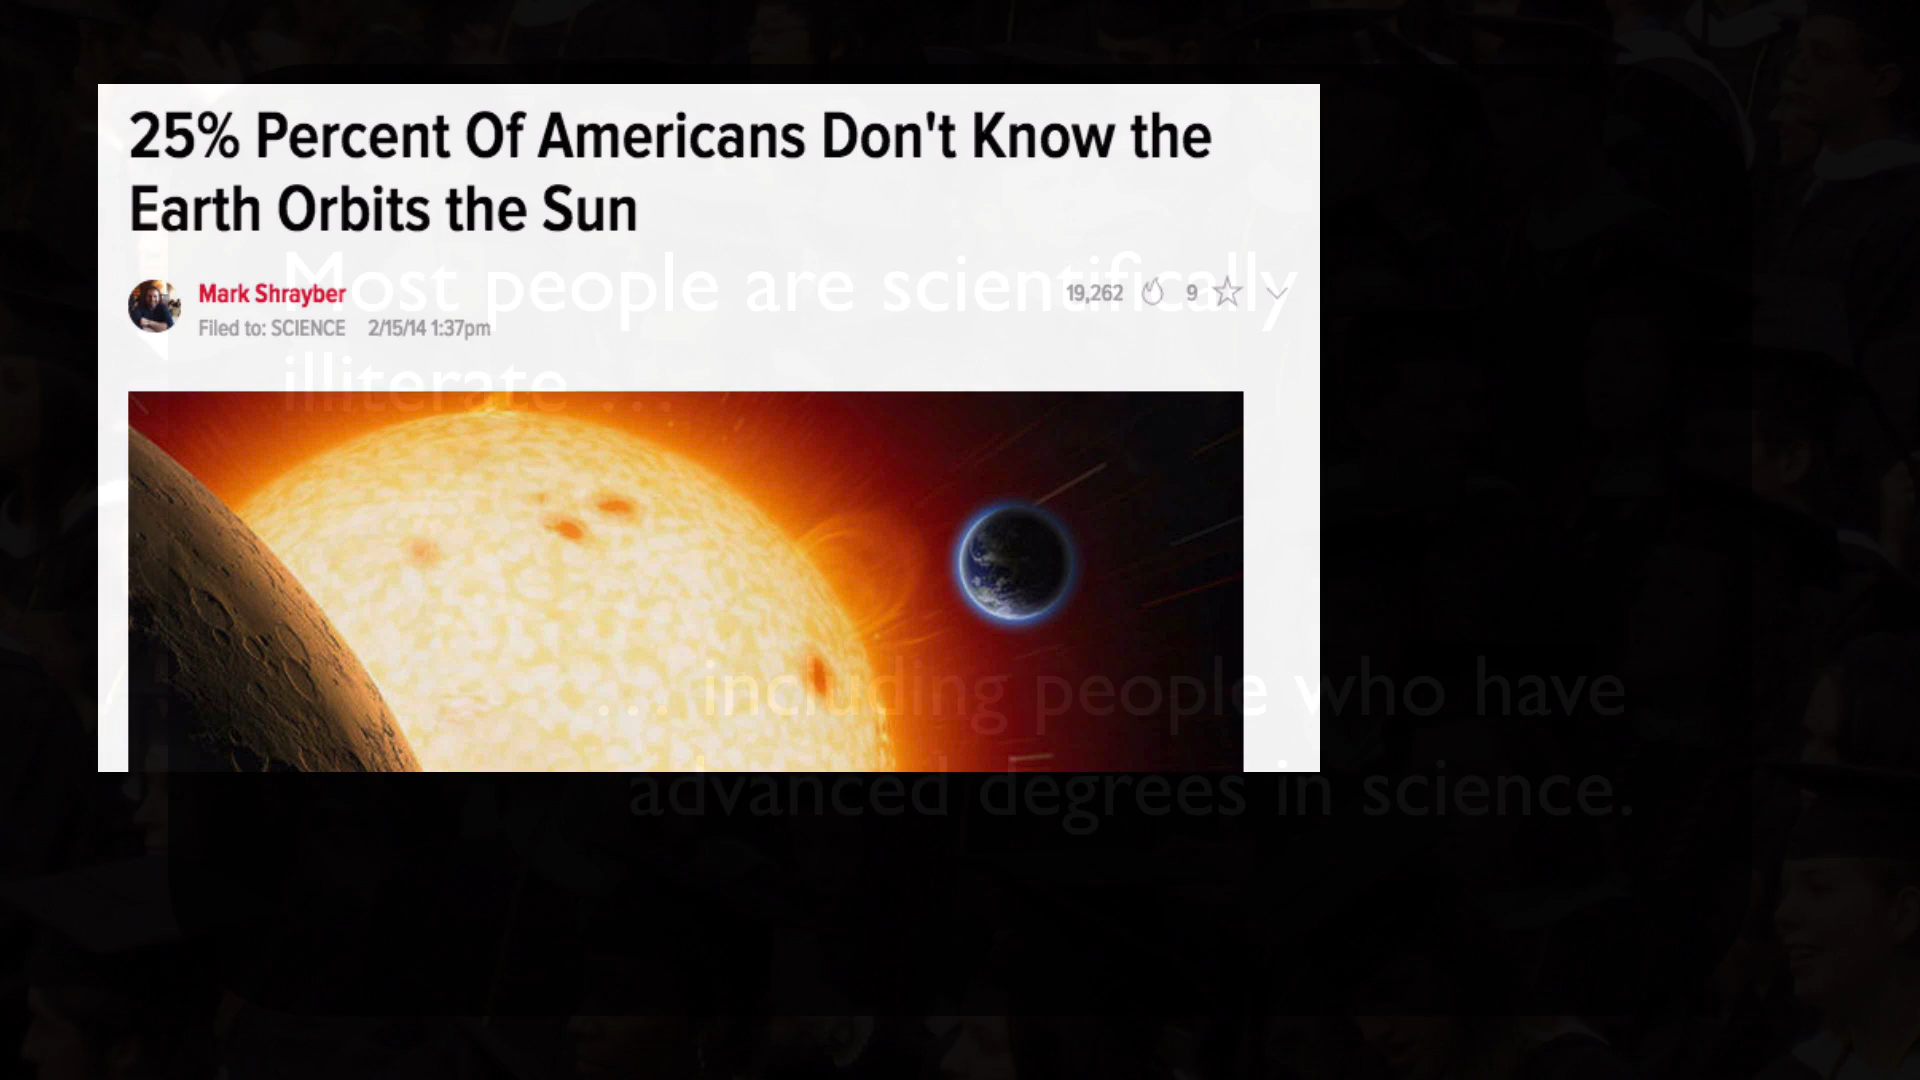 25% Percent Of Americans Don't Know the
Earth Orbits the Sun
Most people are scientifically
Mark Shrayber
19,262 9
Filed to: SCIENCE 2/15/14 1:37pm
illiterate ...
... including people who have
advanced degrees in science.